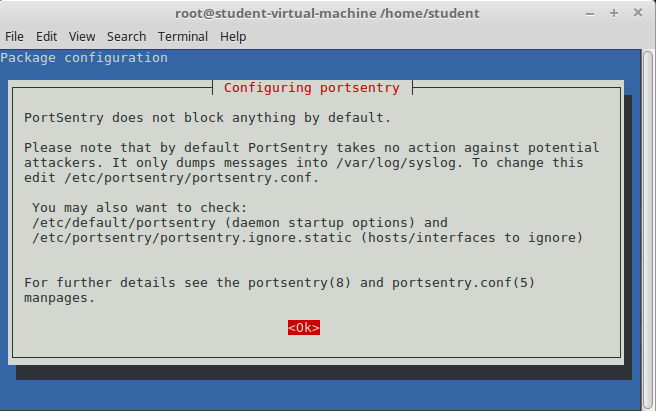 root@student-virtual-machine /home/student
File Edit View Search Terminal Help
Package configuration
Configuring portsentry
PortSentry does not block anything by default.
Please note that by default PortSentry takes no action against potential
attackers. It only dumps messages into /var/log/syslog. To change this
edit /etc/portsentry/portsentry.conf.
You may also want to check:
/etc/default/portsentry (daemon startup options) and
/etc/portsentry/portsentry.ignore.static (hosts/interfaces to ignore)
For further details see the portsentry(8) and portsentry.conf(5)
manpages.
<Ok>